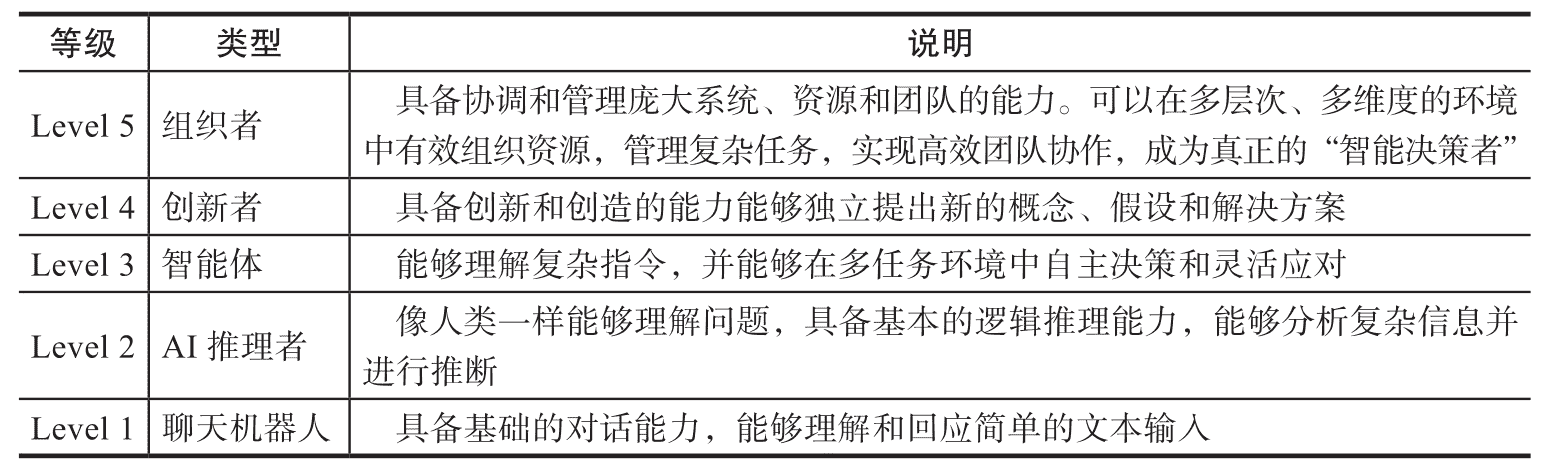 等级 类型 说明
Level 5 组织者 具备协调和管理庞大系统、资源和团队的能力。可以在多层次、多维度的环境
中有效组织资源，管理复杂任务，实现高效团队协作，成为真正的“智能决策者”
Level 4 创新者 具备创新和创造的能力能够独立提出新的概念、假设和解决方案
Level 3 智能体 能够理解复杂指令，并能够在多任务环境中自主决策和灵活应对
Level 2 AI 推理者 像人类一样能够理解问题，具备基本的逻辑推理能力，能够分析复杂信息并
进行推断
Level 1 聊天机器人 具备基础的对话能力，能够理解和回应简单的文本输入